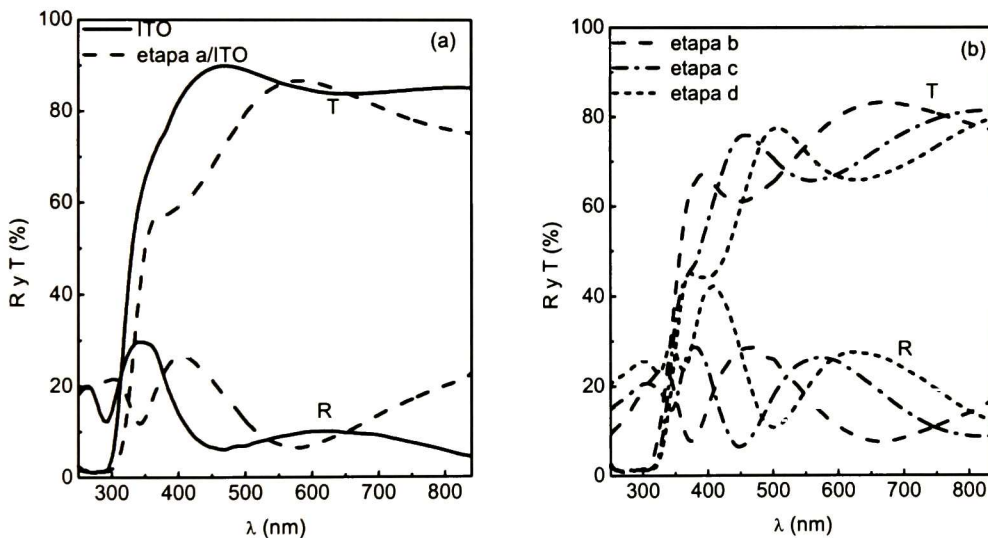 100
80
60
40
20
0
R y T (%)
ITO
etapa a/ITO
(a)
T
R
300 400 500 600 700 800
λ (nm)
100
80
60
40
20
0
R y T (%)
etapa b
etapa c
etapa d
(b)
T
R
300 400 500 600 700 800
λ (nm)